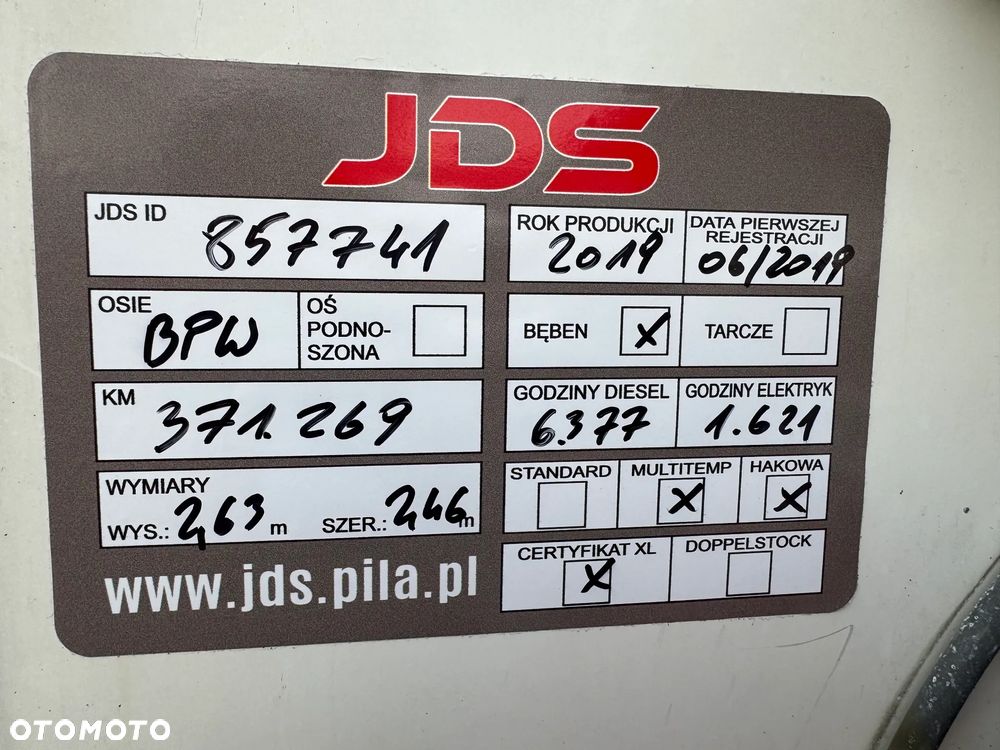 JDS
JDS ID 857741
ROK PRODUKCJI 2019
DATA PIERWSZEJ
REJESTRACJI
06/2019
OSIE BPW
OŚ
PODNO-
SZONA
BĘBEN X
TARCZE
KM 371.269
GODZINY DIESEL 6.377
GODZINY ELEKTRYK 1.621
WYMIARY
WYS.: 2,63 m SZER.: 2,46 m
STANDARD
MULTITEMP X
HAKOWA X
CERTYFIKAT XL X
DOPPELSTOCK
www.jds.pila.pl
OTOMOTO